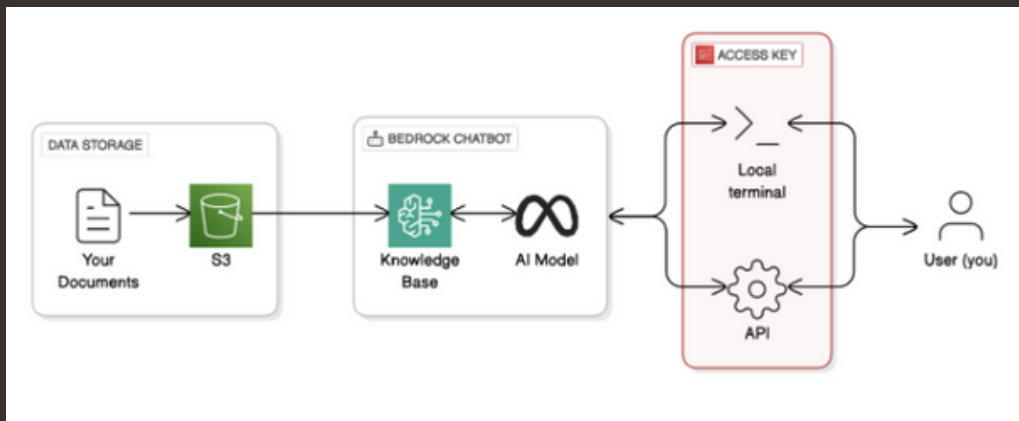 DATA STORAGE
Your
Documents
S3
BEDROCK CHATBOT
Knowledge
Base
AI Model
ACCESS KEY
Local
terminal
API
User (you)